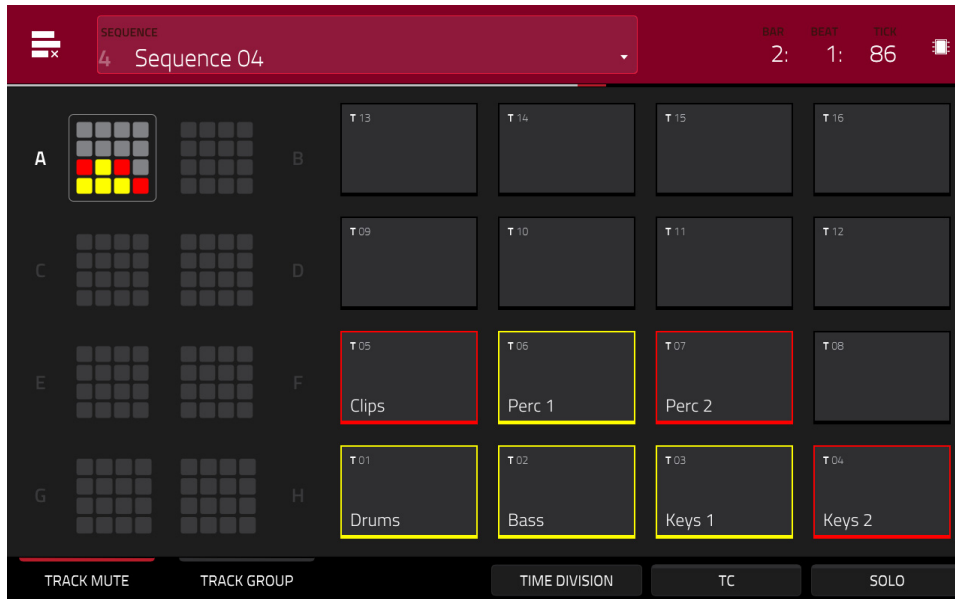 SEQUENCE
4 Sequence 04
BAR BEAT TICK
2: 1: 86
A B
T 13 T 14 T 15 T 16
C D
T 09 T 10 T 11 T 12
E F
T 05 T 06 T 07 T 08
Clips Perc 1 Perc 2
G H
T 01 T 02 T 03 T 04
Drums Bass Keys 1 Keys 2
TRACK MUTE TRACK GROUP TIME DIVISION TC SOLO